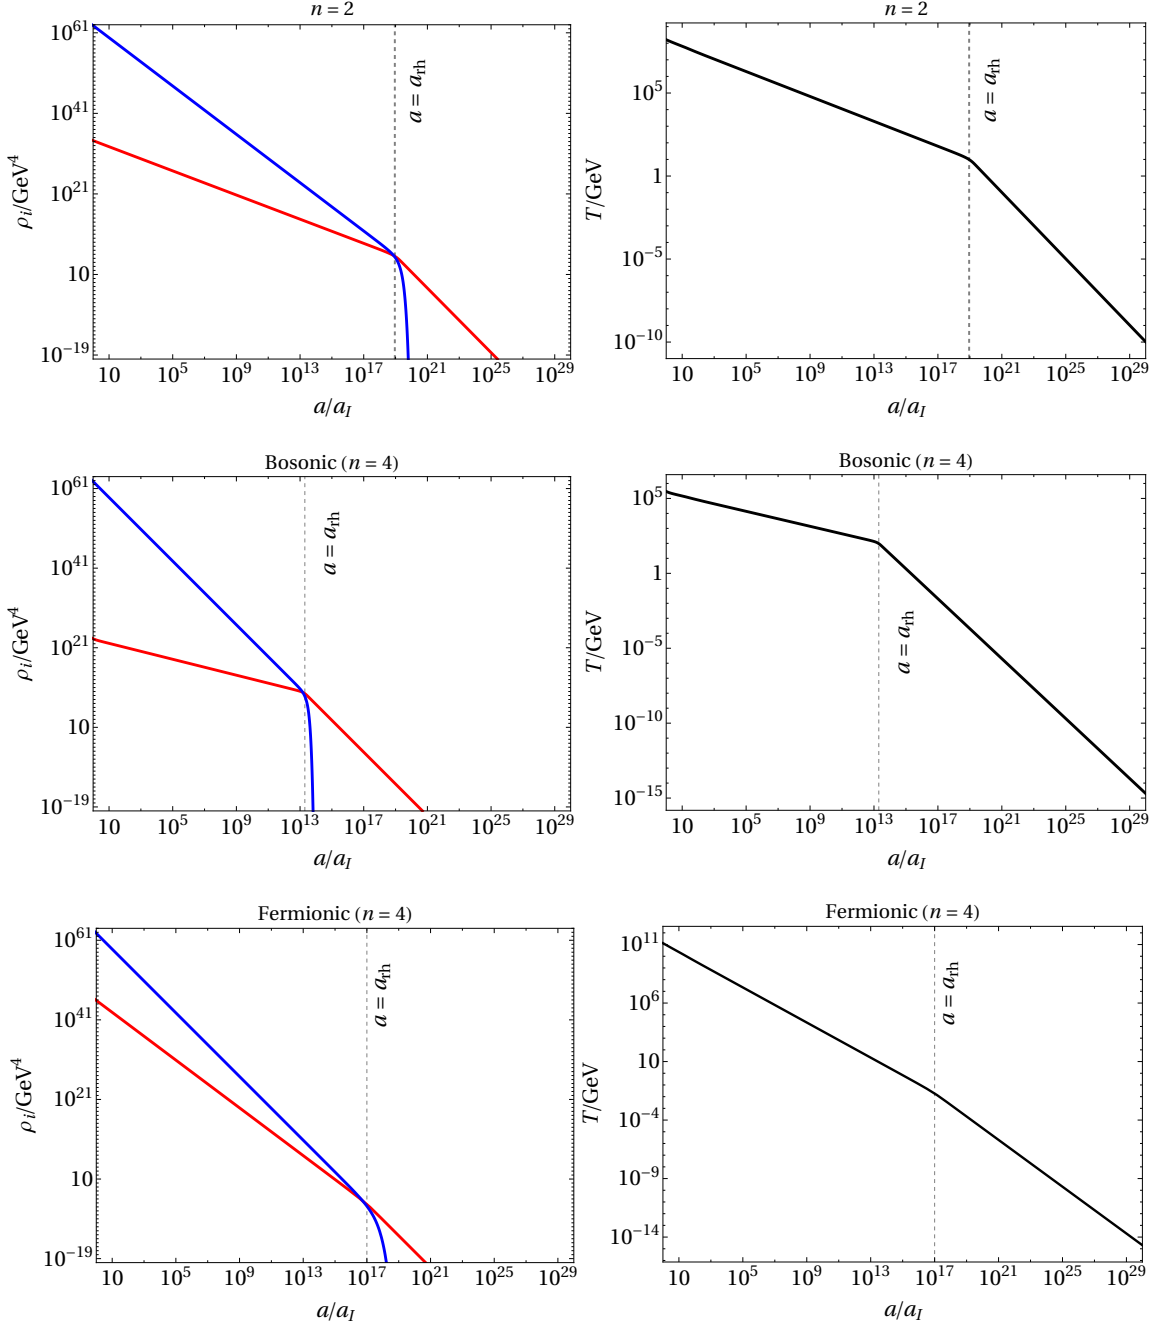 n = 2
10^61
10^41
10^21
10
10^-19
ρ_i/GeV^4
a = a_rh
10 10^5 10^9 10^13 10^17 10^21 10^25 10^29
a/a_I
n = 2
10^5
1
10^-5
10^-10
T/GeV
a = a_rh
10 10^5 10^9 10^13 10^17 10^21 10^25 10^29
a/a_I
Bosonic (n = 4)
10^61
10^41
10^21
10
10^-19
ρ_i/GeV^4
a = a_rh
10 10^5 10^9 10^13 10^17 10^21 10^25 10^29
a/a_I
Bosonic (n = 4)
10^5
1
10^-5
10^-10
10^-15
T/GeV
a = a_rh
10 10^5 10^9 10^13 10^17 10^21 10^25 10^29
a/a_I
Fermionic (n = 4)
10^61
10^41
10^21
10
10^-19
ρ_i/GeV^4
a = a_rh
10 10^5 10^9 10^13 10^17 10^21 10^25 10^29
a/a_I
Fermionic (n = 4)
10^11
10^6
10
10^-4
10^-9
10^-14
T/GeV
a = a_rh
10 10^5 10^9 10^13 10^17 10^21 10^25 10^29
a/a_I